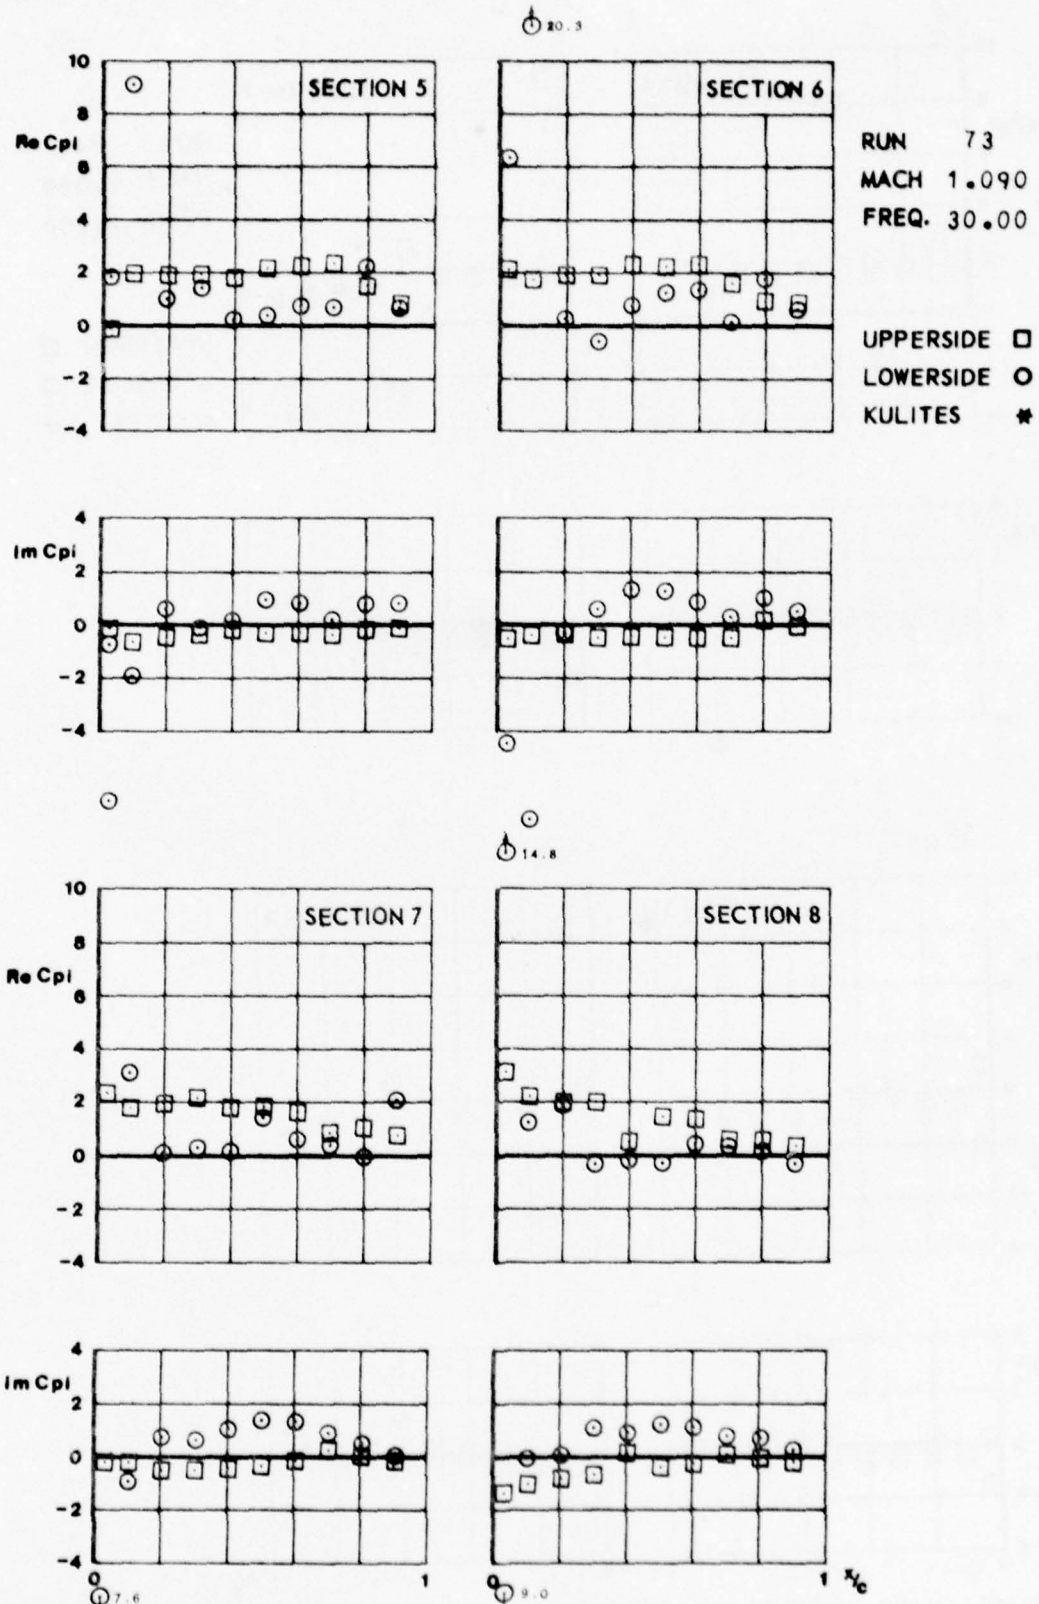 20.3
10
SECTION 5
SECTION 6
8
Re Cpi
6
4
2
0
-2
-4
RUN 73
MACH 1.090
FREQ. 30.00
UPPERSIDE □
LOWERSIDE ○
KULITES ★
4
Im Cpi
2
0
-2
-4
14.8
10
SECTION 7
SECTION 8
8
Re Cpi
6
4
2
0
-2
-4
4
Im Cpi
2
0
-2
-4
0 1
0 1 x/c
7.6
9.0